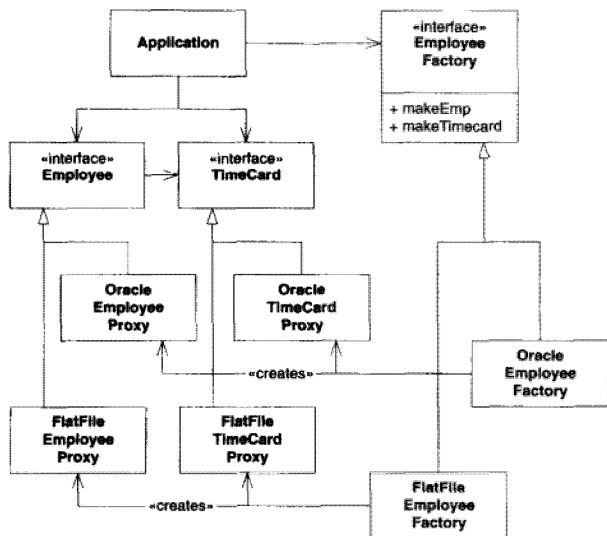 Application
«interface»
Employee
Factory
+ makeEmp
+ makeTimecard
«interface»
Employee
«interface»
TimeCard
Oracle
Employee
Proxy
Oracle
TimeCard
Proxy
«creates»
Oracle
Employee
Factory
FlatFile
Employee
Proxy
FlatFile
TimeCard
Proxy
«creates»
FlatFile
Employee
Factory